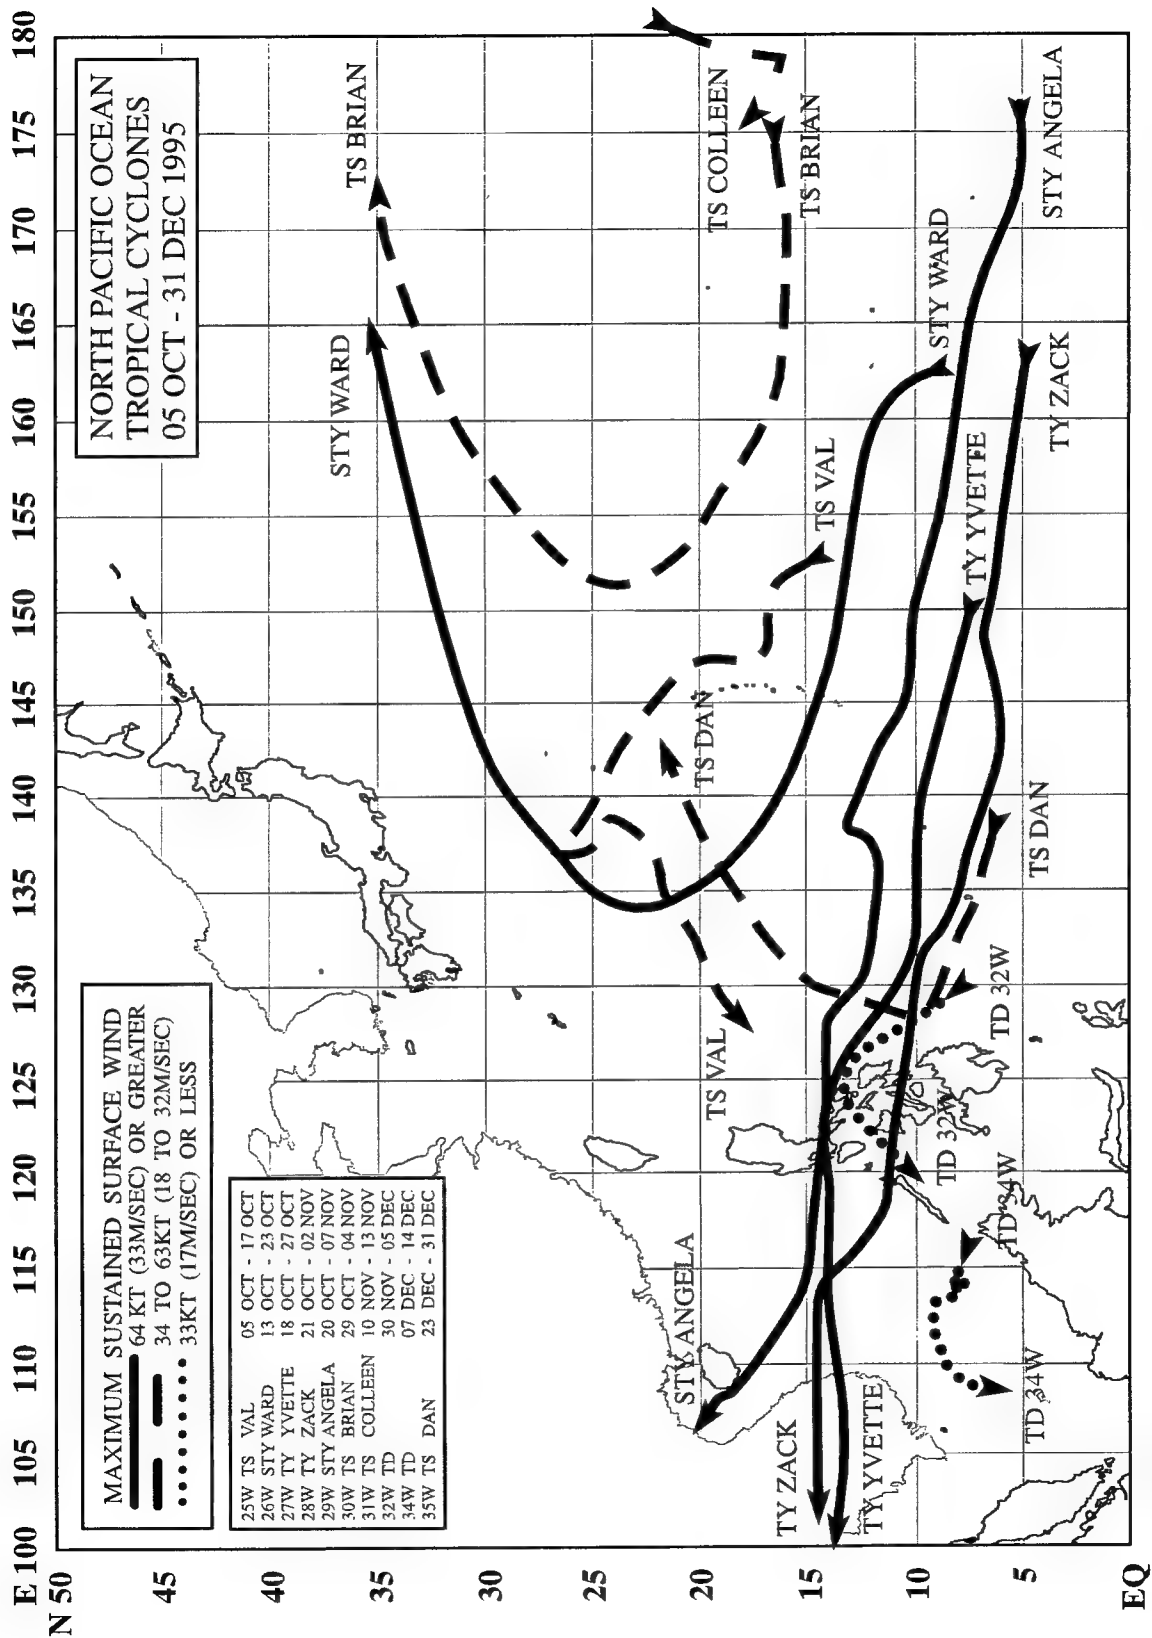 NORTH PACIFIC OCEAN
TROPICAL CYCLONES
05 OCT - 31 DEC 1995
MAXIMUM SUSTAINED SURFACE WIND
64 KT (33M/SEC) OR GREATER
34 TO 63KT (18 TO 32M/SEC)
33KT (17M/SEC) OR LESS
25W TS VAL 05 OCT - 17 OCT
26W STY WARD 13 OCT - 23 OCT
27W TY YVETTE 18 OCT - 27 OCT
28W TY ZACK 21 OCT - 02 NOV
29W STY ANGELA 20 OCT - 07 NOV
30W TS BRIAN 29 OCT - 04 NOV
31W TS COLLEEN 10 NOV - 13 NOV
32W TD 30 NOV - 05 DEC
34W TD 07 DEC - 14 DEC
35W TS DAN 23 DEC - 31 DEC
E 100 105 110 115 120 125 130 135 140 145 150 155 160 165 170 175 180
N 50
45
40
35
30
25
20
15
10
5
EQ
TS BRIAN
STY WARD
TS COLLEEN
TS BRIAN
STY ANGELA
STY WARD
TY ZACK
TS VAL
TY YVETTE
TS DAN
TS DAN
TS VAL
TD 32W
TD 32W
TD 34W
STY ANGELA
TD 34W
TY ZACK
TY YVETTE